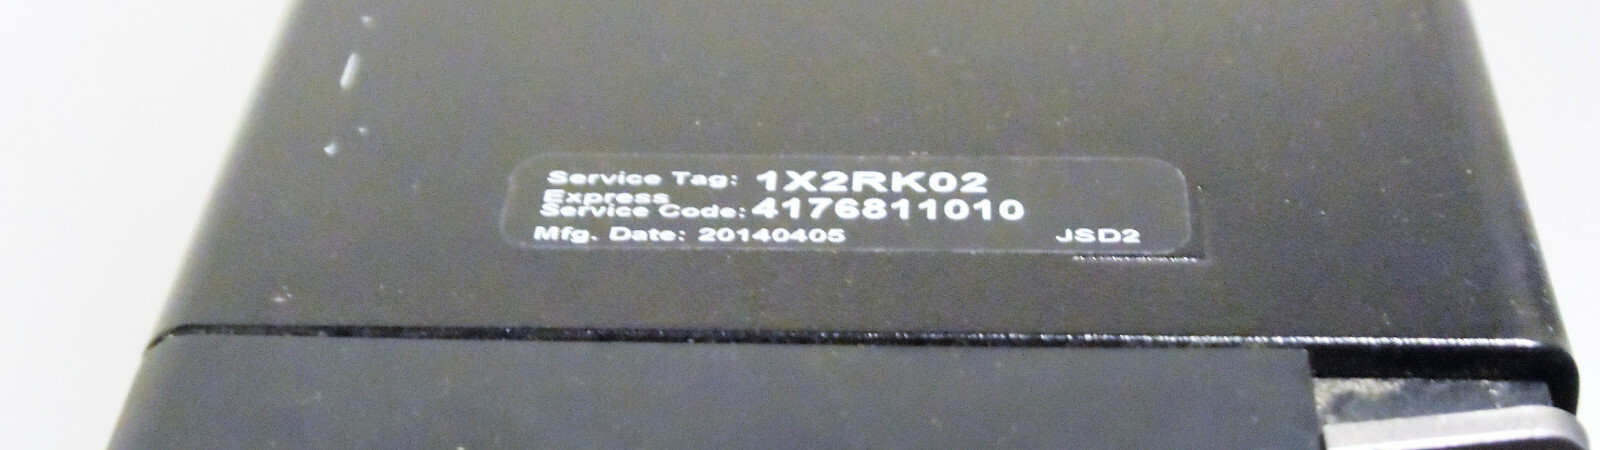 Service Tag: 1X2RK02
Express
Service Code: 4176811010
Mfg. Date: 20140405 JSD2